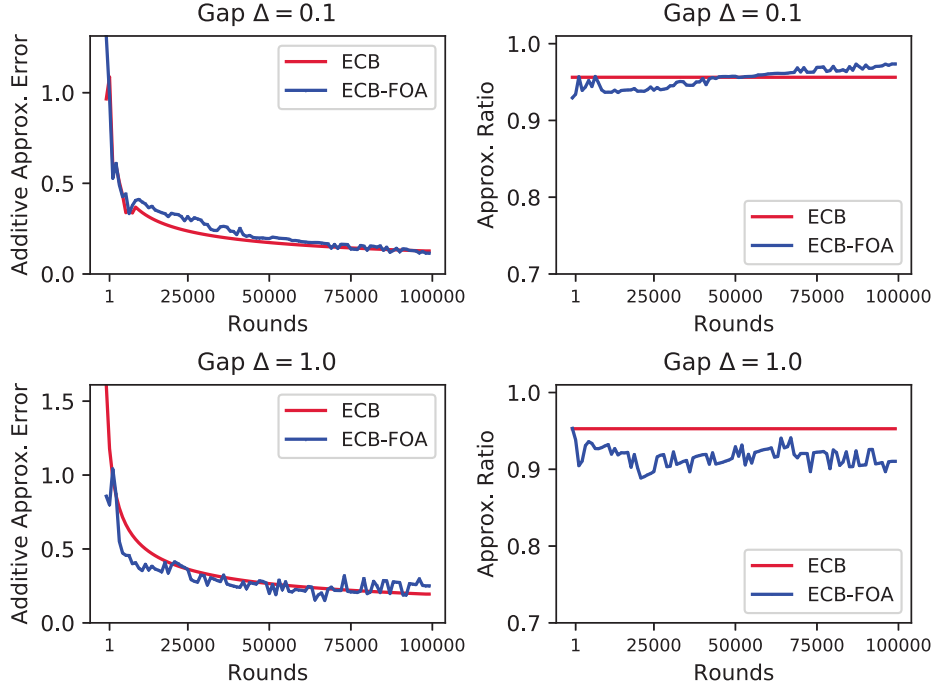 Gap Δ = 0.1
Additive Approx. Error
1.0
0.5
0.0
ECB
ECB-FOA
1 25000 50000 75000 100000
Rounds
Gap Δ = 0.1
Approx. Ratio
1.0
0.9
0.8
0.7
ECB
ECB-FOA
1 25000 50000 75000 100000
Rounds
Gap Δ = 1.0
Additive Approx. Error
1.5
1.0
0.5
0.0
ECB
ECB-FOA
1 25000 50000 75000 100000
Rounds
Gap Δ = 1.0
Approx. Ratio
1.0
0.9
0.8
0.7
ECB
ECB-FOA
1 25000 50000 75000 100000
Rounds